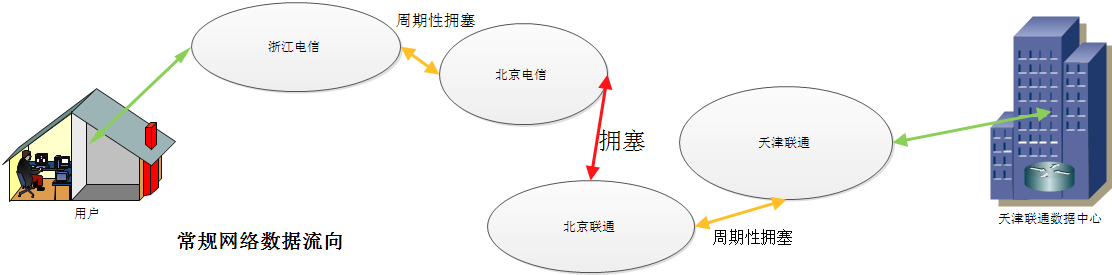 周期性拥塞
浙江电信
北京电信
拥塞
天津联通
用户
天津联通数据中心
北京联通
周期性拥塞
常规网络数据流向